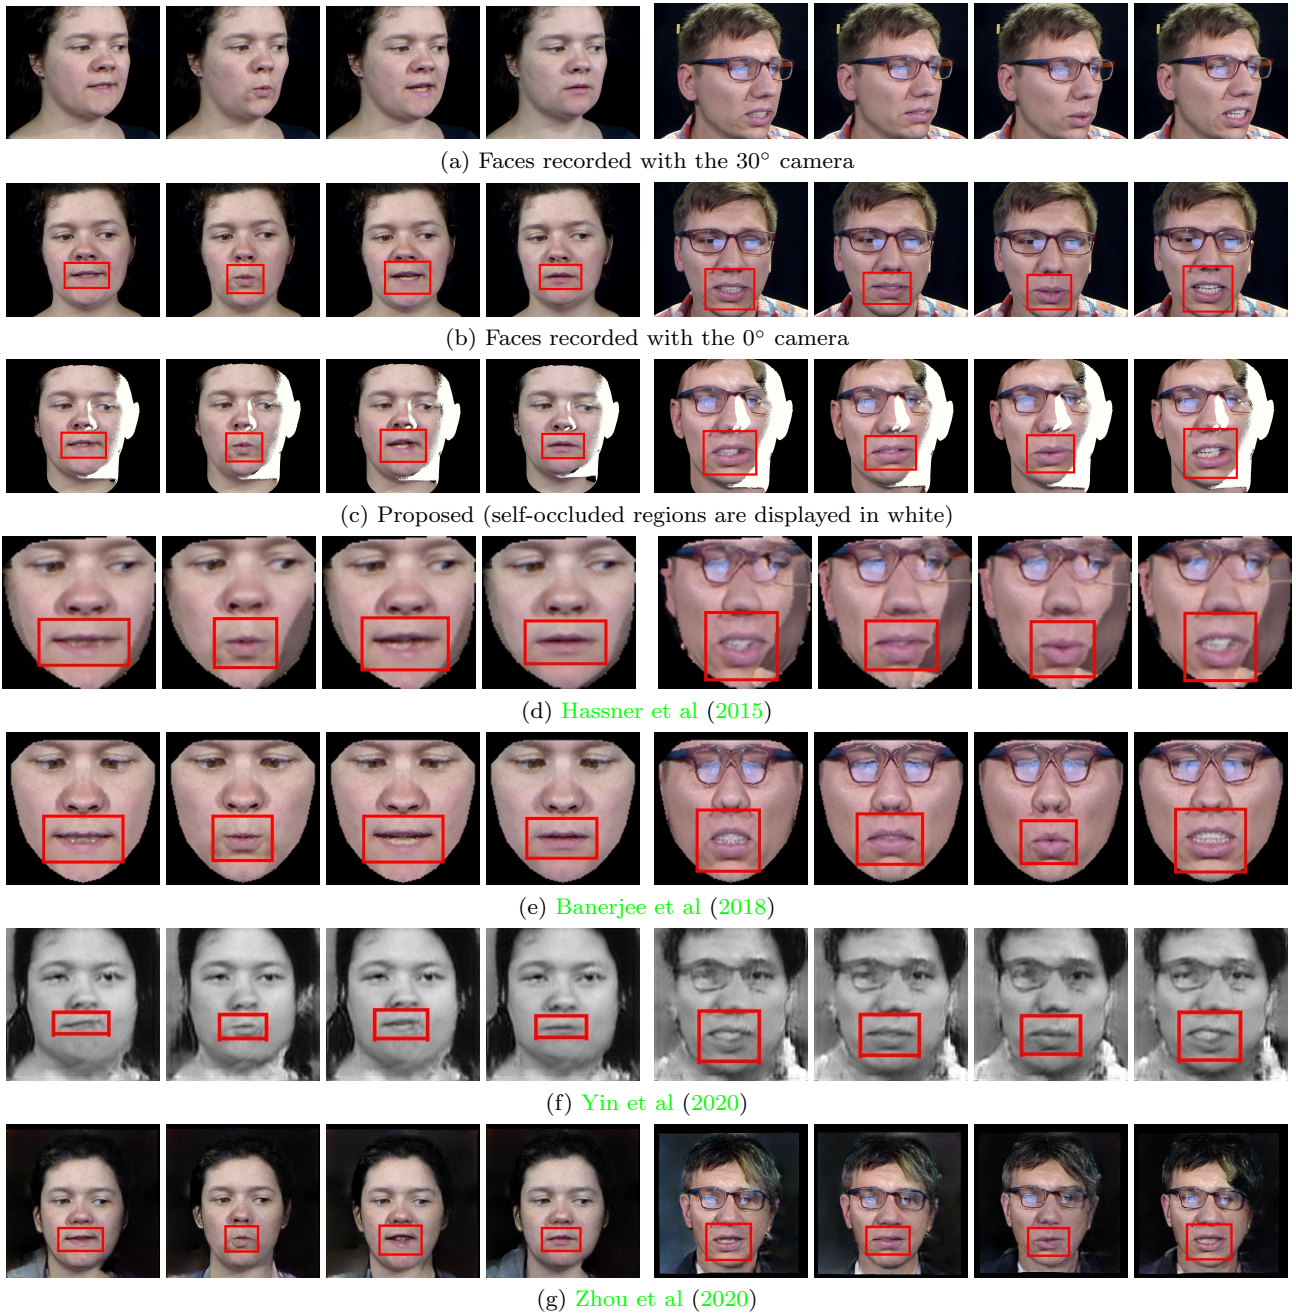 (a) Faces recorded with the 30° camera
(b) Faces recorded with the 0° camera
(c) Proposed (self-occluded regions are displayed in white)
(d) Hassner et al (2015)
(e) Banerjee et al (2018)
(f) Yin et al (2020)
(g) Zhou et al (2020)